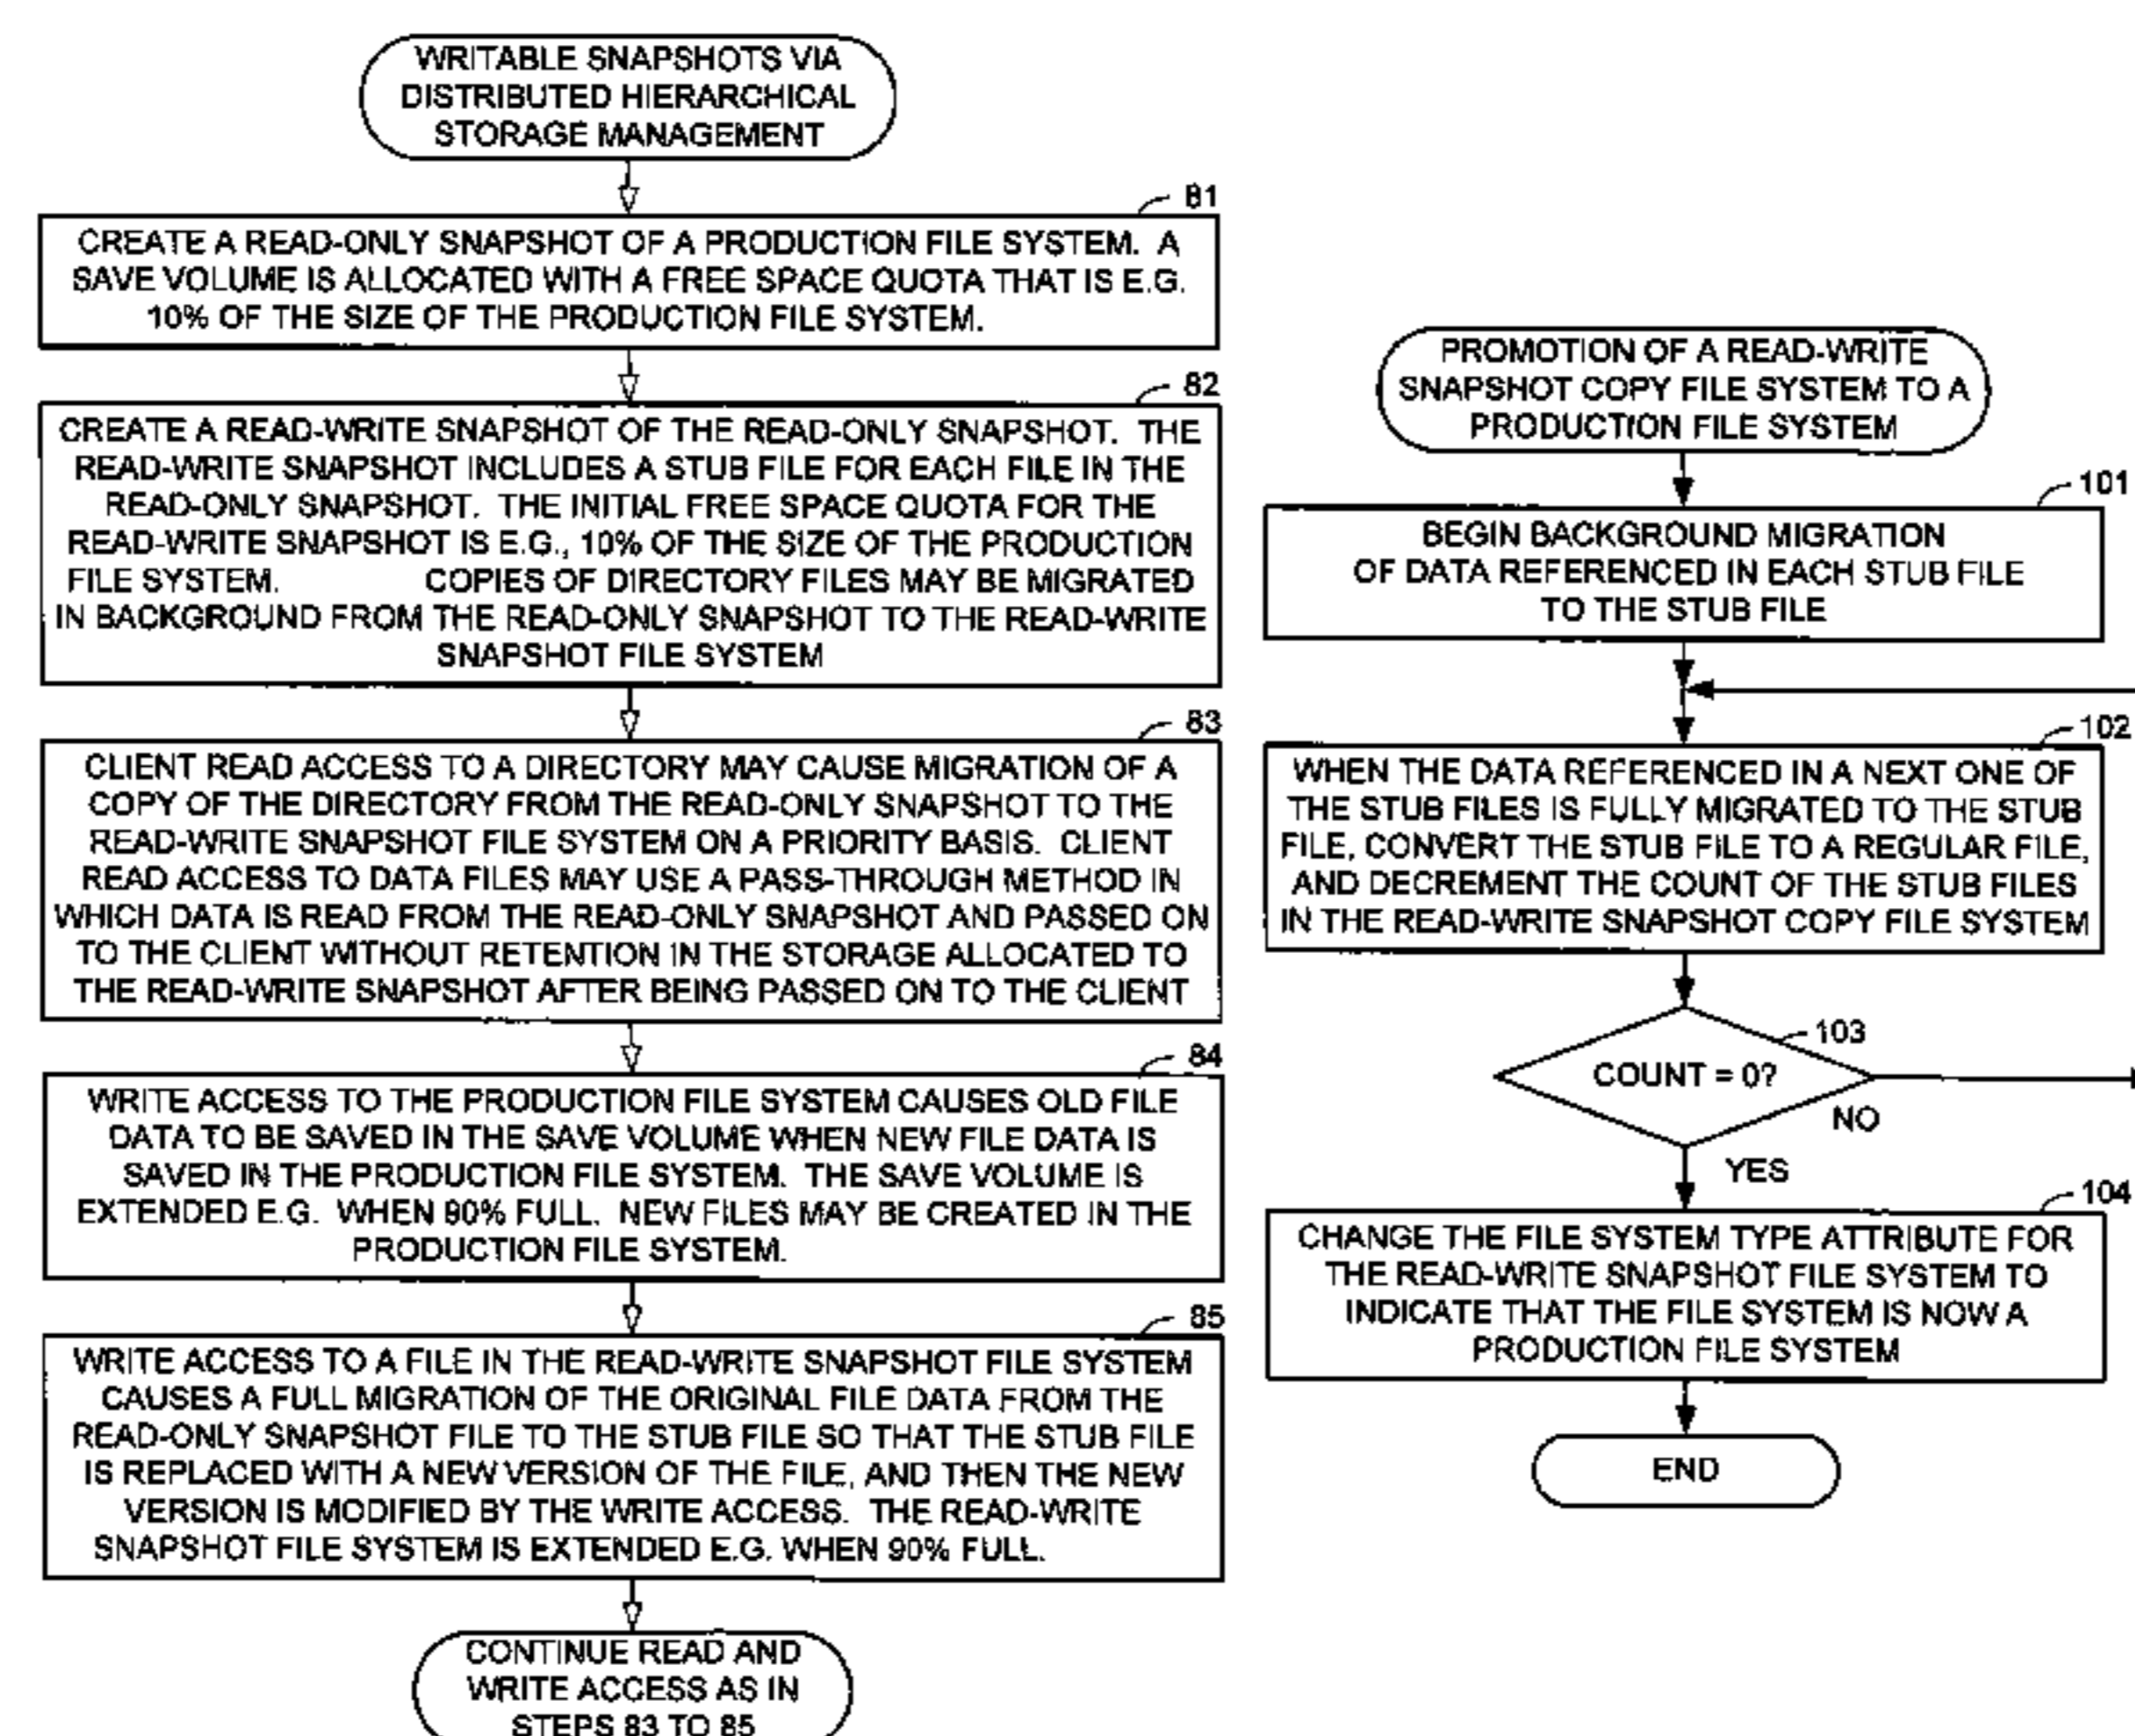 WRITABLE SNAPSHOTS VIA
DISTRIBUTED HIERARCHICAL
STORAGE MANAGEMENT
81
CREATE A READ-ONLY SNAPSHOT OF A PRODUCTION FILE SYSTEM. A
SAVE VOLUME IS ALLOCATED WITH A FREE SPACE QUOTA THAT IS E.G.
10% OF THE SIZE OF THE PRODUCTION FILE SYSTEM.
82
CREATE A READ-WRITE SNAPSHOT OF THE READ-ONLY SNAPSHOT. THE
READ-WRITE SNAPSHOT INCLUDES A STUB FILE FOR EACH FILE IN THE
READ-ONLY SNAPSHOT. THE INITIAL FREE SPACE QUOTA FOR THE
READ-WRITE SNAPSHOT IS E.G., 10% OF THE SIZE OF THE PRODUCTION
FILE SYSTEM. COPIES OF DIRECTORY FILES MAY BE MIGRATED
IN BACKGROUND FROM THE READ-ONLY SNAPSHOT TO THE READ-WRITE
SNAPSHOT FILE SYSTEM
83
CLIENT READ ACCESS TO A DIRECTORY MAY CAUSE MIGRATION OF A
COPY OF THE DIRECTORY FROM THE READ-ONLY SNAPSHOT TO THE
READ-WRITE SNAPSHOT FILE SYSTEM ON A PRIORITY BASIS. CLIENT
READ ACCESS TO DATA FILES MAY USE A PASS-THROUGH METHOD IN
WHICH DATA IS READ FROM THE READ-ONLY SNAPSHOT AND PASSED ON
TO THE CLIENT WITHOUT RETENTION IN THE STORAGE ALLOCATED TO
THE READ-WRITE SNAPSHOT AFTER BEING PASSED ON TO THE CLIENT
84
WRITE ACCESS TO THE PRODUCTION FILE SYSTEM CAUSES OLD FILE
DATA TO BE SAVED IN THE SAVE VOLUME WHEN NEW FILE DATA IS
SAVED IN THE PRODUCTION FILE SYSTEM. THE SAVE VOLUME IS
EXTENDED E.G. WHEN 90% FULL. NEW FILES MAY BE CREATED IN THE
PRODUCTION FILE SYSTEM.
85
WRITE ACCESS TO A FILE IN THE READ-WRITE SNAPSHOT FILE SYSTEM
CAUSES A FULL MIGRATION OF THE ORIGINAL FILE DATA FROM THE
READ-ONLY SNAPSHOT FILE TO THE STUB FILE SO THAT THE STUB FILE
IS REPLACED WITH A NEW VERSION OF THE FILE, AND THEN THE NEW
VERSION IS MODIFIED BY THE WRITE ACCESS. THE READ-WRITE
SNAPSHOT FILE SYSTEM IS EXTENDED E.G. WHEN 90% FULL.
CONTINUE READ AND
WRITE ACCESS AS IN
STEPS 83 TO 85
PROMOTION OF A READ-WRITE
SNAPSHOT COPY FILE SYSTEM TO A
PRODUCTION FILE SYSTEM
101
BEGIN BACKGROUND MIGRATION
OF DATA REFERENCED IN EACH STUB FILE
TO THE STUB FILE
102
WHEN THE DATA REFERENCED IN A NEXT ONE OF
THE STUB FILES IS FULLY MIGRATED TO THE STUB
FILE, CONVERT THE STUB FILE TO A REGULAR FILE,
AND DECREMENT THE COUNT OF THE STUB FILES
IN THE READ-WRITE SNAPSHOT COPY FILE SYSTEM
103
COUNT = 0?
NO
YES
104
CHANGE THE FILE SYSTEM TYPE ATTRIBUTE FOR
THE READ-WRITE SNAPSHOT FILE SYSTEM TO
INDICATE THAT THE FILE SYSTEM IS NOW A
PRODUCTION FILE SYSTEM
END